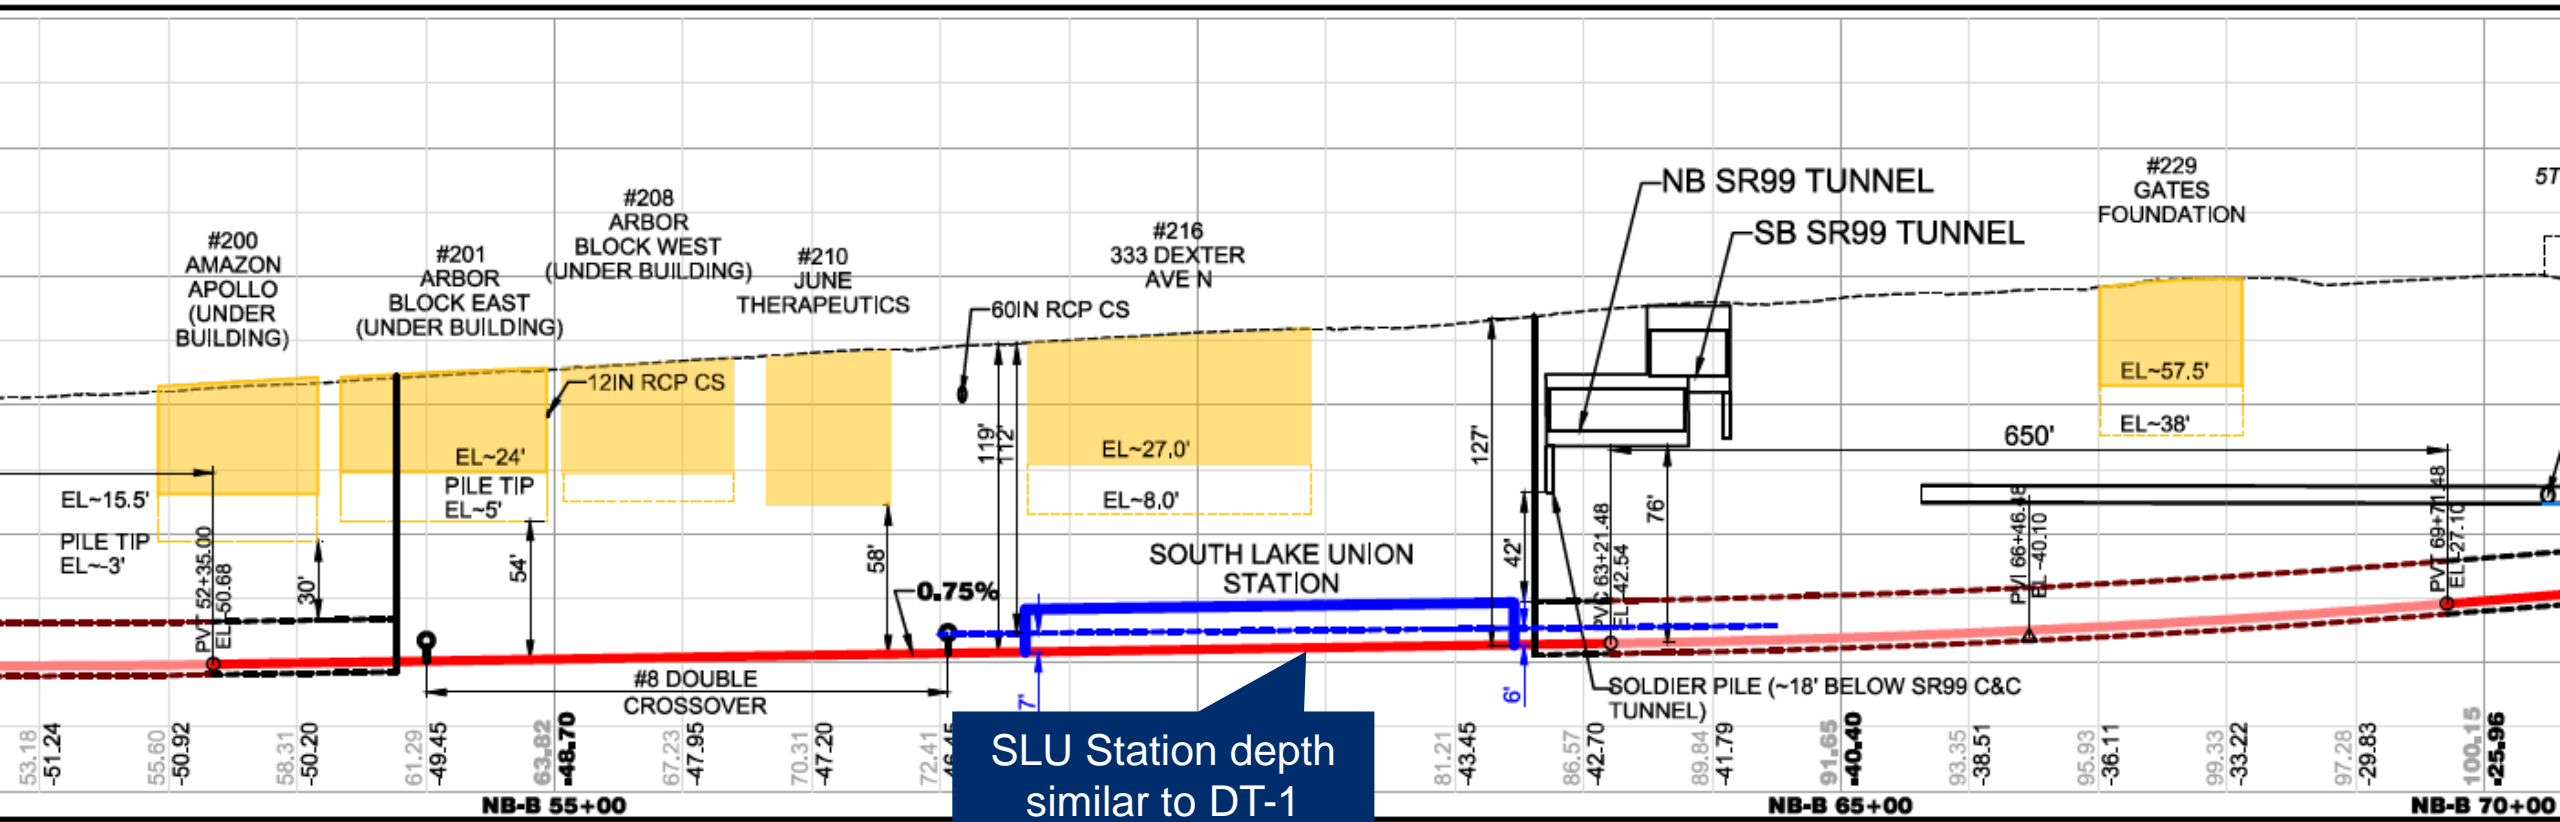 #200
AMAZON
APOLLO
(UNDER
BUILDING)
#201
ARBOR
BLOCK EAST
(UNDER BUILDING)
#208
ARBOR
BLOCK WEST
(UNDER BUILDING)
#210
JUNE
THERAPEUTICS
#216
333 DEXTER
AVE N
60IN RCP CS
12IN RCP CS
NB SR99 TUNNEL
SB SR99 TUNNEL
#229
GATES
FOUNDATION
5T
EL~15.5'
PILE TIP
EL~-3'
PVT 52+35.00
EL-50.68
30'
EL~24'
PILE TIP
EL~5'
54'
58'
0.75%
119'
112'
EL~27.0'
EL~8.0'
SOUTH LAKE UNION
STATION
127'
42'
76'
PVC 63+21.48
EL-42.54
650'
EL~57.5'
EL~38'
PVI 66+46.48
EL -40.10
PVT 69+71.48
EL-27.10
#8 DOUBLE
CROSSOVER
7'
6'
SOLDIER PILE (~18' BELOW SR99 C&C
TUNNEL)
SLU Station depth
similar to DT-1
53.18
-51.24
55.60
-50.92
58.31
-50.20
61.29
-49.45
63.82
-48.70
67.23
-47.95
70.31
-47.20
72.41
81.21
-43.45
86.57
-42.70
89.84
-41.79
91.65
-40.40
93.35
-38.51
95.93
-36.11
99.33
-33.22
97.28
-29.83
100.15
-25.96
NB-B 55+00
NB-B 65+00
NB-B 70+00